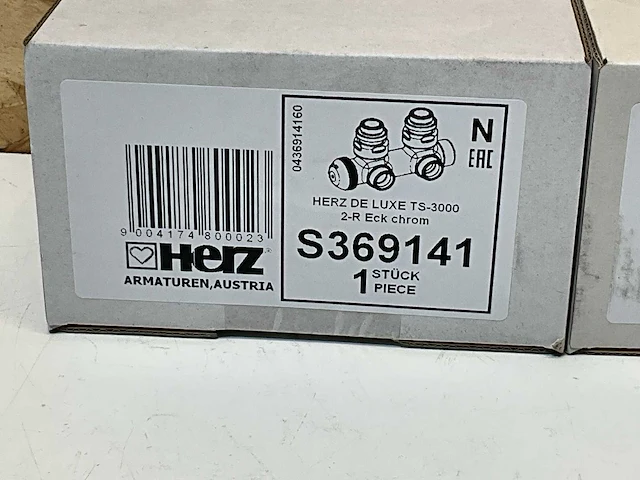 9 004174 800023
Herz
ARMATUREN,AUSTRIA
0436914160
N
EAC
HERZ DE LUXE TS-3000
2-R Eck chrom
S369141
1 STÜCK
PIECE